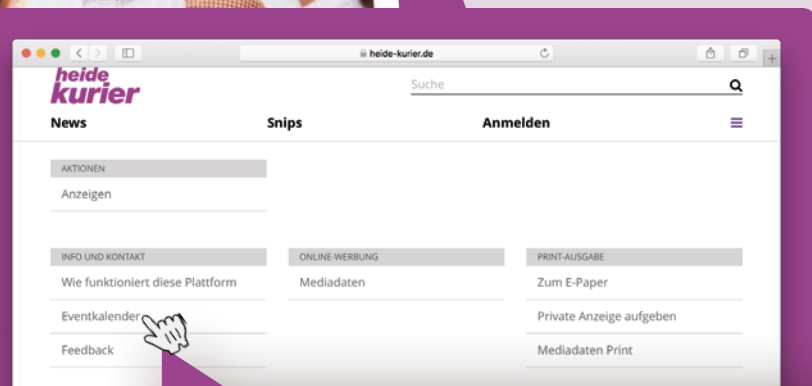 heide-kurier.de
heide
kurier
Suche
News
Snips
Anmelden
AKTIONEN
Anzeigen
INFO UND KONTAKT
Wie funktioniert diese Plattform
Eventkalender
Feedback
ONLINE-WERBUNG
Mediadaten
PRINT-AUSGABE
Zum E-Paper
Private Anzeige aufgeben
Mediadaten Print